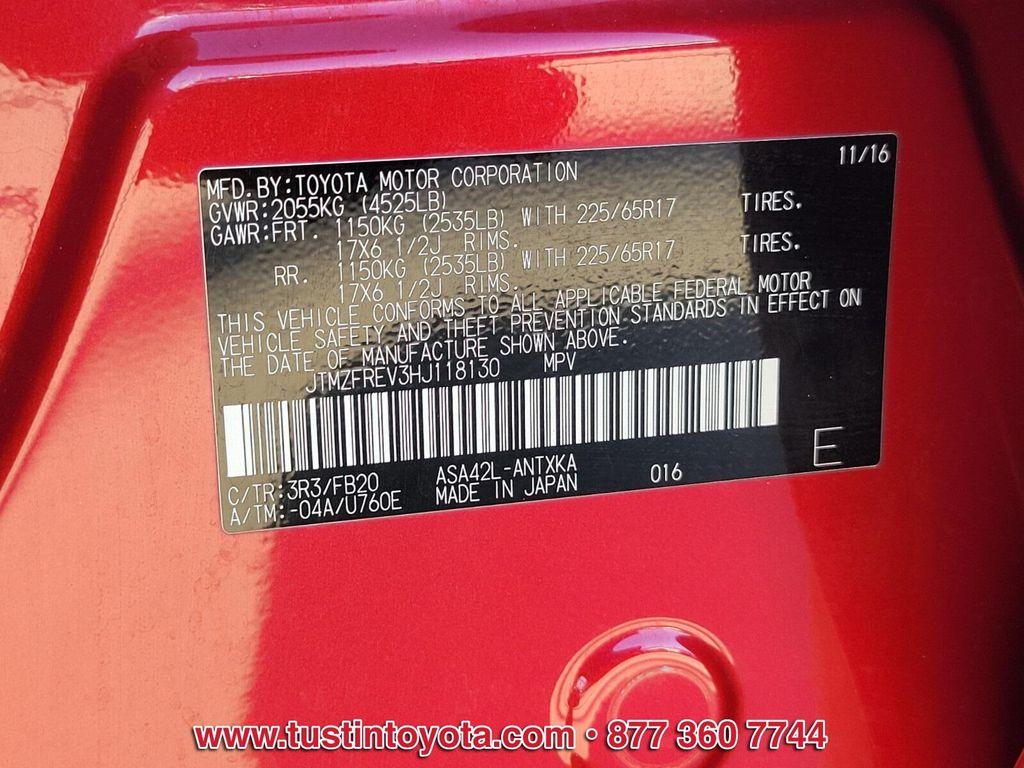 11/16
MFD.BY:TOYOTA MOTOR CORPORATION
GVWR:2055KG (4525LB)
GAWR:FRT. 1150KG (2535LB) WITH 225/65R17 TIRES.
17X6 1/2J RIMS.
RR. 1150KG (2535LB) WITH 225/65R17 TIRES.
17X6 1/2J RIMS.
THIS VEHICLE CONFORMS TO ALL APPLICABLE FEDERAL MOTOR
VEHICLE SAFETY AND THEFT PREVENTION STANDARDS IN EFFECT ON
THE DATE OF MANUFACTURE SHOWN ABOVE.
JTMZFREV3HJ118130 MPV
C/TR:3R3/FB20 ASA42L-ANTXKA 016 E
A/TM:-04A/U760E MADE IN JAPAN
www.tustintoyota.com • 877 360 7744